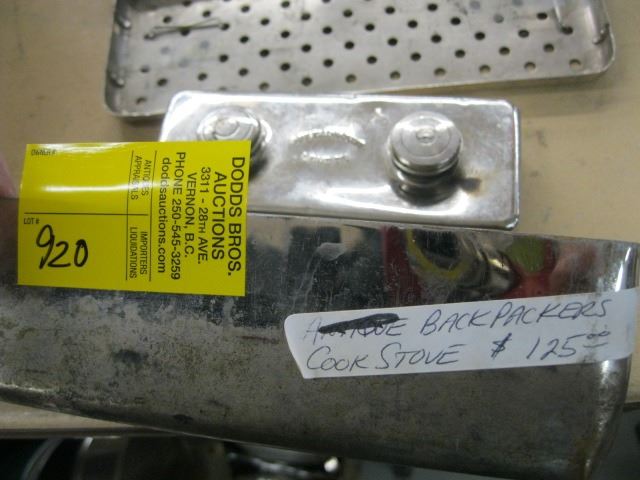 DODDS BROS.
AUCTIONS
3311 - 28TH AVE.
VERNON, B.C.
PHONE 250-545-3259
doddsauctions.com
ANTIQUES
APPRAISALS
IMPORTERS
LIQUIDATIONS
OWNER #
LOT #
920
BACKPACKERS
COOK STOVE $ 125.00